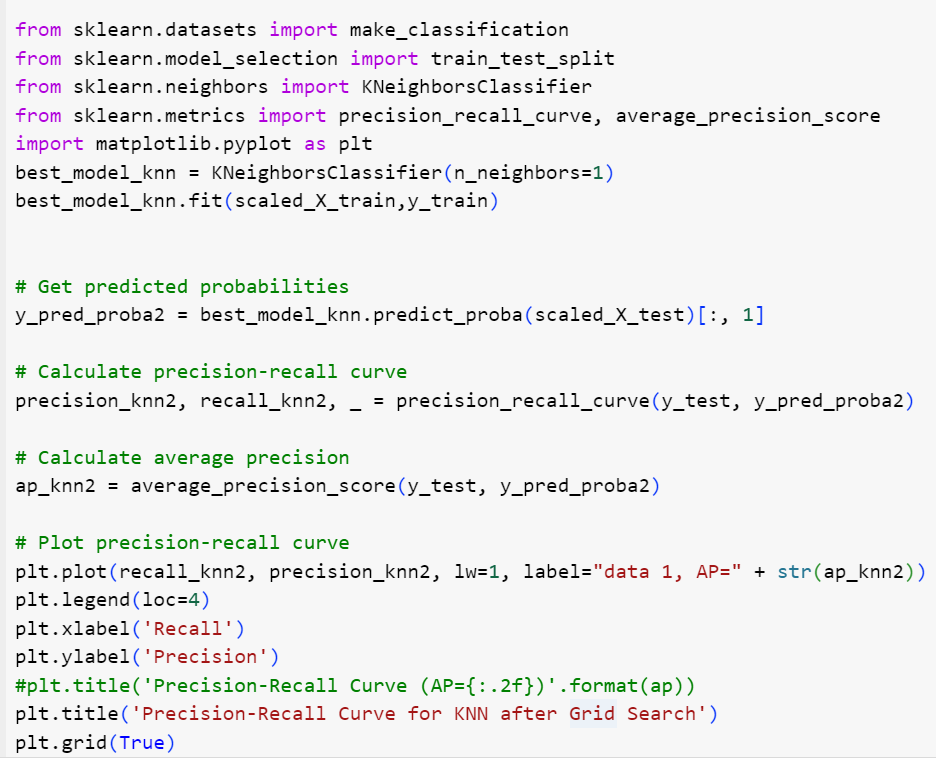 from sklearn.datasets import make_classification
from sklearn.model_selection import train_test_split
from sklearn.neighbors import KNeighborsClassifier
from sklearn.metrics import precision_recall_curve, average_precision_score
import matplotlib.pyplot as plt
best_model_knn = KNeighborsClassifier(n_neighbors=1)
best_model_knn.fit(scaled_X_train,y_train)
# Get predicted probabilities
y_pred_proba2 = best_model_knn.predict_proba(scaled_X_test)[:, 1]
# Calculate precision-recall curve
precision_knn2, recall_knn2, _ = precision_recall_curve(y_test, y_pred_proba2)
# Calculate average precision
ap_knn2 = average_precision_score(y_test, y_pred_proba2)
# Plot precision-recall curve
plt.plot(recall_knn2, precision_knn2, lw=1, label="data 1, AP=" + str(ap_knn2))
plt.legend(loc=4)
plt.xlabel('Recall')
plt.ylabel('Precision')
#plt.title('Precision-Recall Curve (AP={:.2f})'.format(ap))
plt.title('Precision-Recall Curve for KNN after Grid Search')
plt.grid(True)